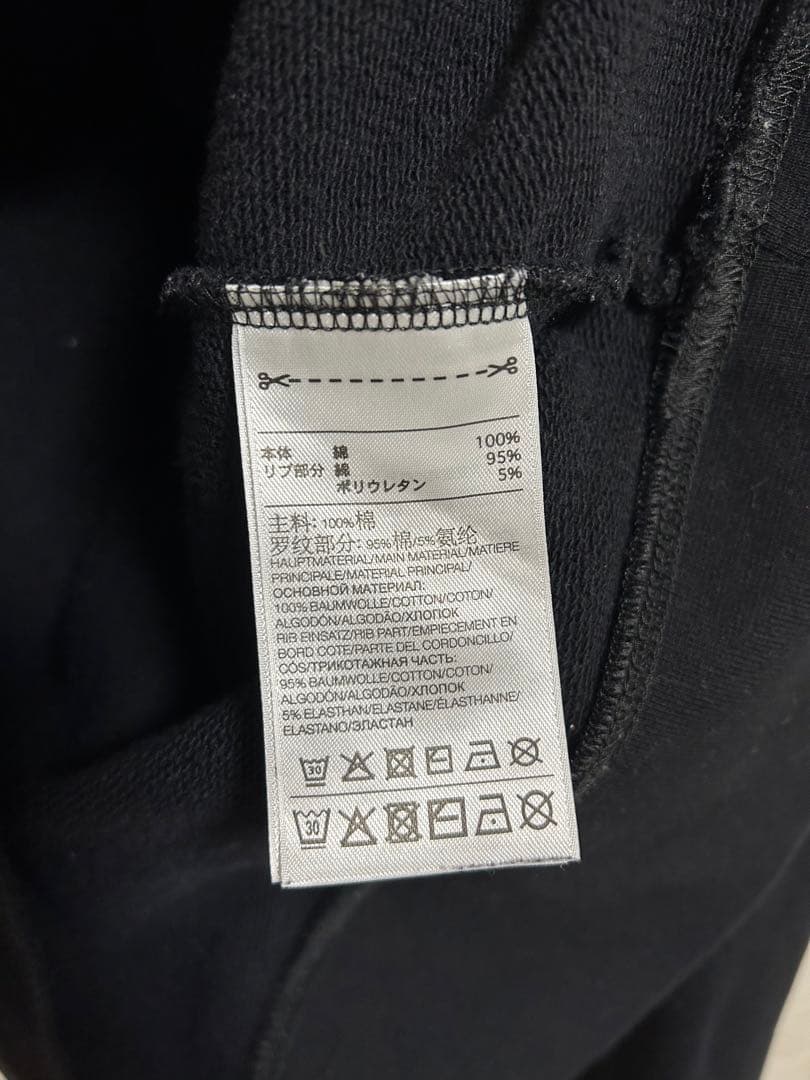 本体 綿 100%
リブ部分 綿 95%
ポリウレタン 5%
主料: 100%棉
罗纹部分: 95%棉/5%氨纶
HAUPTMATERIAL/MAIN MATERIAL/MATIERE
PRINCIPALE/MATERIAL PRINCIPAL/
ОСНОВНОЙ МАТЕРИАЛ:
100% BAUMWOLLE/COTTON/COTON/
ALGODÓN/ALGODÃO/ХЛОПОК
RIB EINSATZ/RIB PART/EMPIECEMENT EN
BORD COTE/PARTE DEL CORDONCILLO/
CÓS/ТРИКОТАЖНАЯ ЧАСТЬ:
95% BAUMWOLLE/COTTON/COTON/
ALGODÓN/ALGODÃO/ХЛОПОК
5% ELASTHAN/ELASTANE/ÉLASTHANNE/
ELASTANO/ЭЛАСТАН
30
30